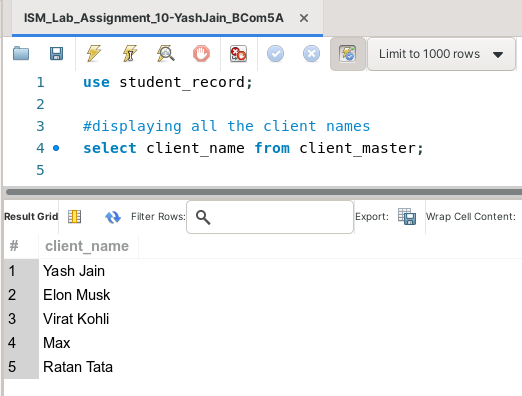 ISM_Lab_Assignment_10-YashJain_BCom5A
Limit to 1000 rows
1 use student_record;
2
3 #displaying all the client names
4 select client_name from client_master;
5
Result Grid Filter Rows: Export: Wrap Cell Content:
# client_name
1 Yash Jain
2 Elon Musk
3 Virat Kohli
4 Max
5 Ratan Tata